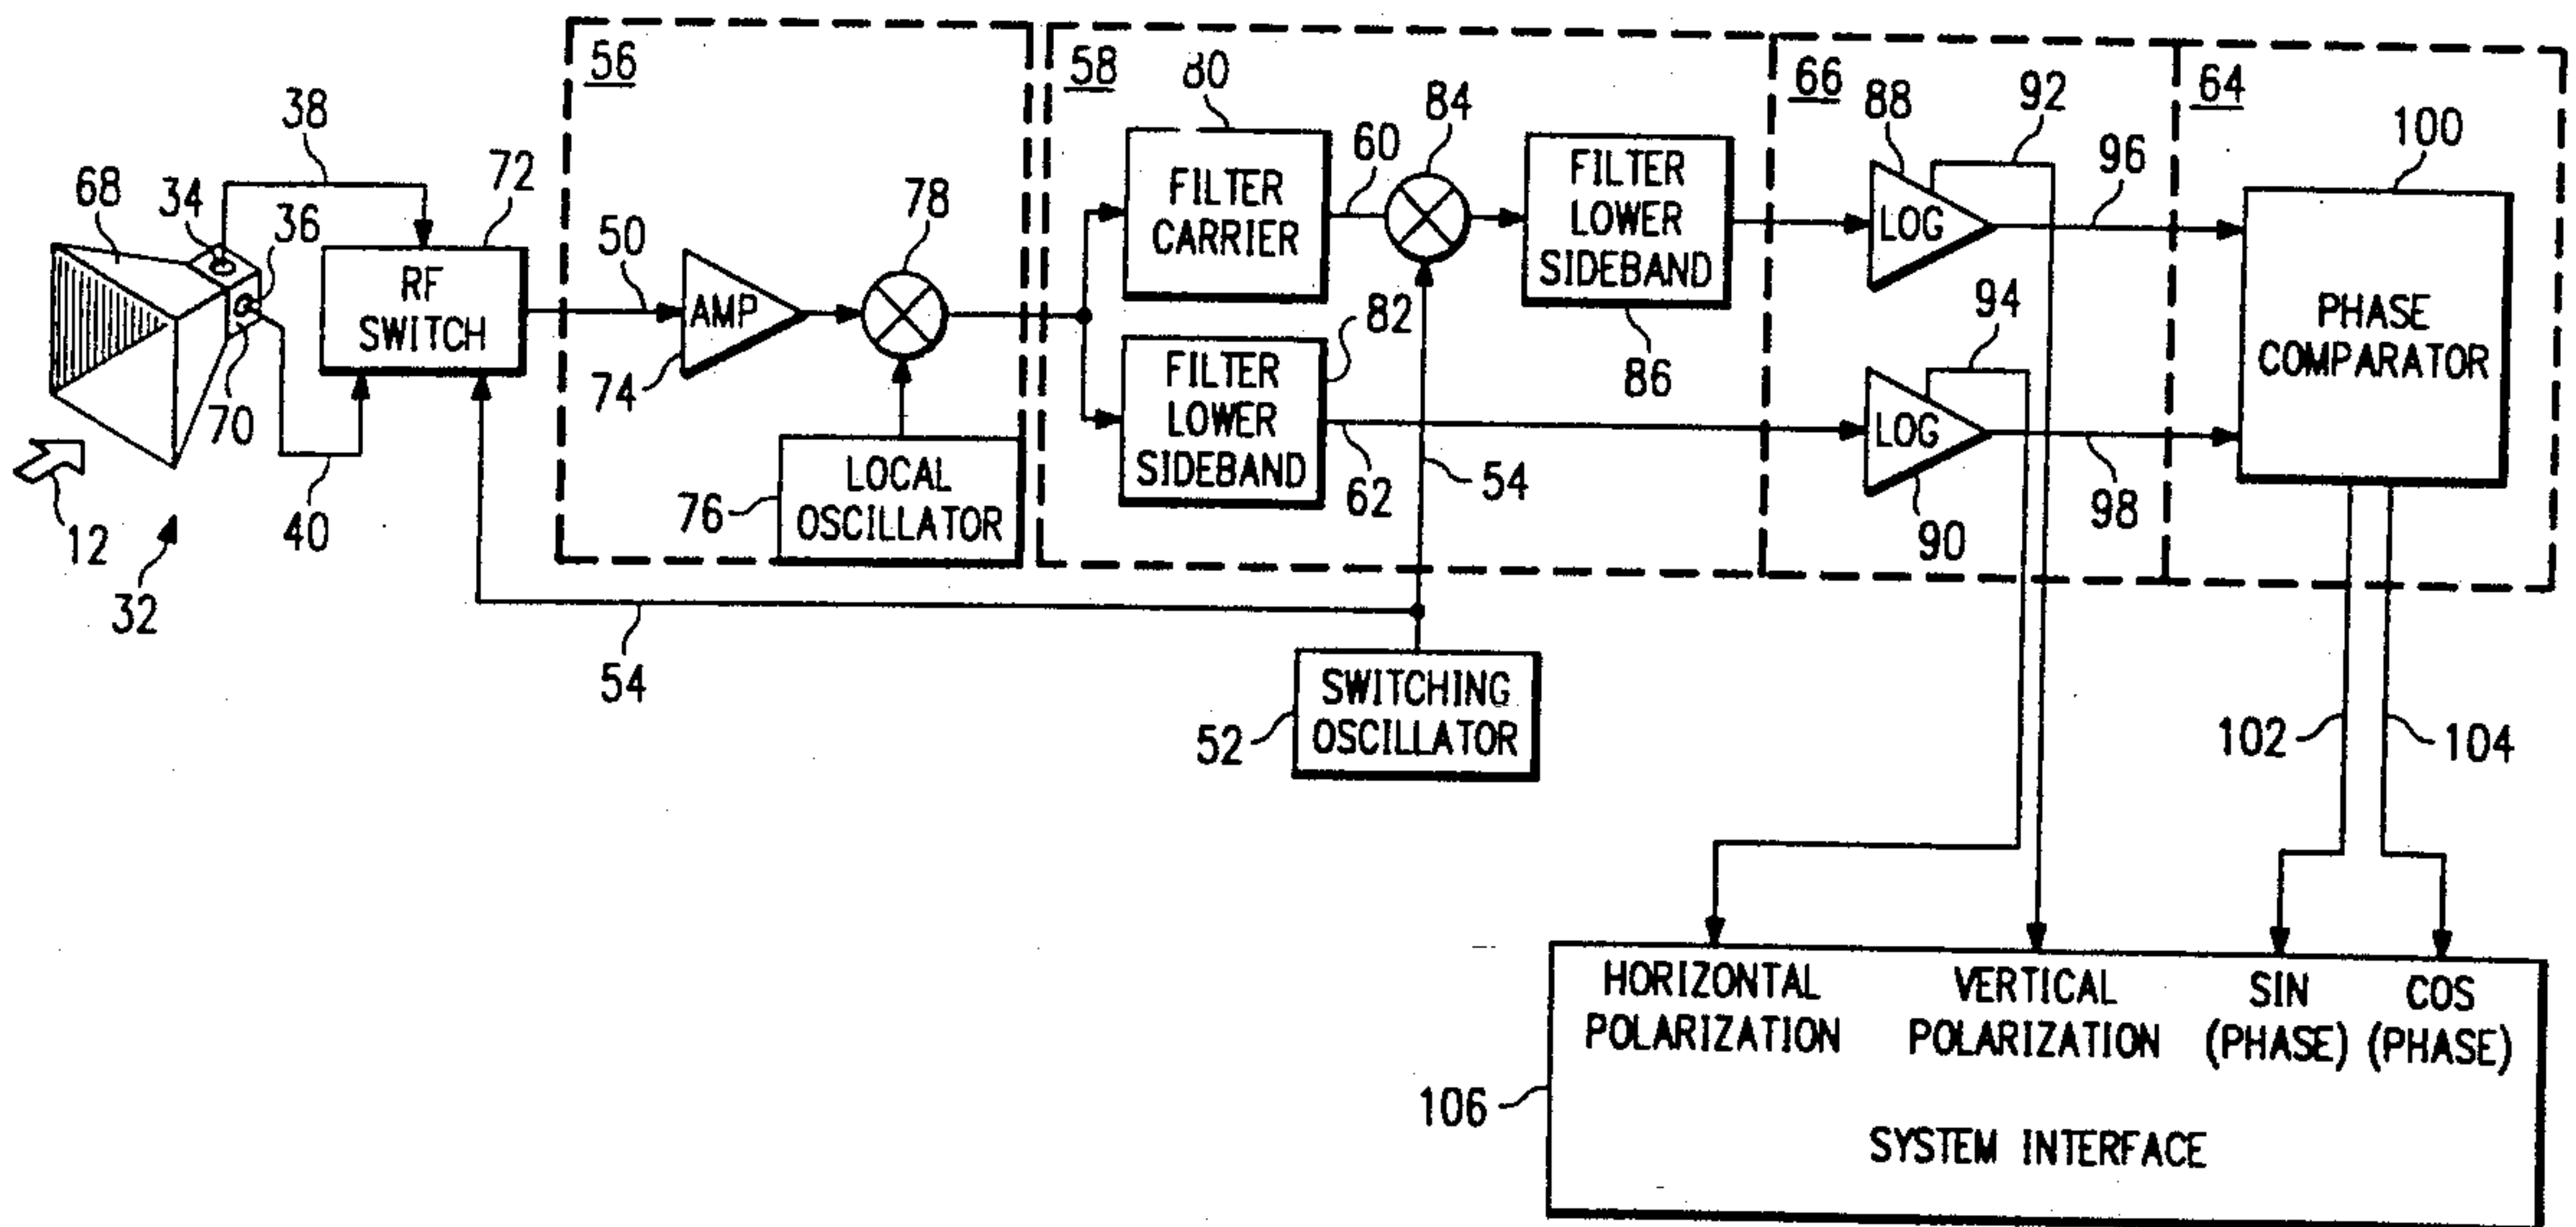 56
58
80
66
88
92
64
38
84
100
72
60
96
68
34
36
78
FILTER
CARRIER
FILTER
LOWER
SIDEBAND
LOG
50
RF
SWITCH
AMP
94
82
PHASE
COMPARATOR
74
FILTER
LOWER
SIDEBAND
86
LOG
70
LOCAL
OSCILLATOR
76
62
54
98
12
40
90
32
54
SWITCHING
OSCILLATOR
52
102
104
HORIZONTAL
POLARIZATION
VERTICAL
POLARIZATION
SIN
(PHASE)
COS
(PHASE)
106
SYSTEM INTERFACE